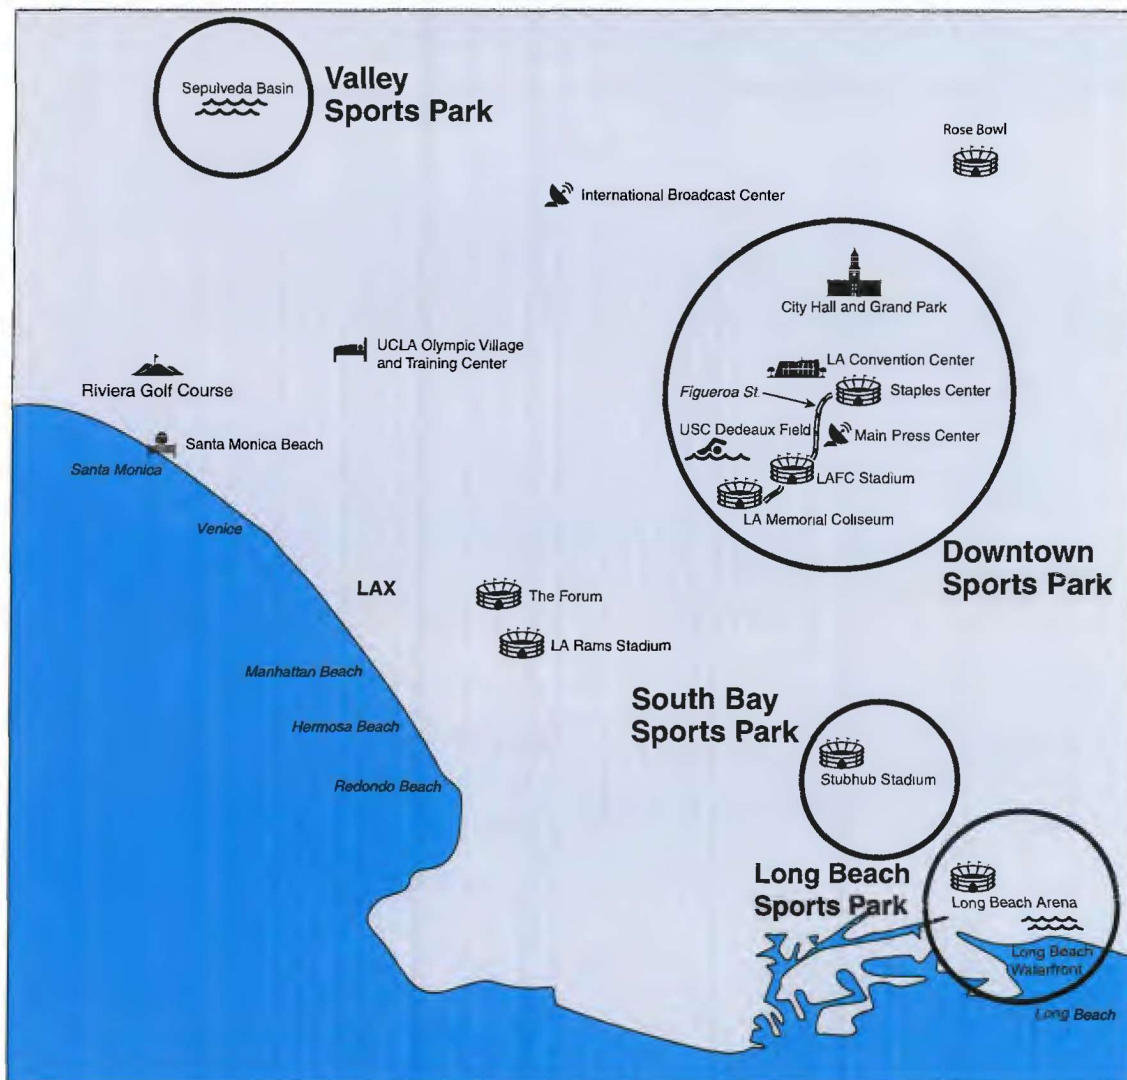 Sepulveda Basin
Valley
Sports Park
Rose Bowl
International Broadcast Center
City Hall and Grand Park
UCLA Olympic Village
and Training Center
LA Convention Center
Riviera Golf Course
Figueroa St.
Staples Center
USC Dedeaux Field
Main Press Center
Santa Monica Beach
Santa Monica
LAFC Stadium
LA Memorial Coliseum
Venice
Downtown
Sports Park
LAX
The Forum
LA Rams Stadium
Manhattan Beach
South Bay
Sports Park
Hermosa Beach
Stubhub Stadium
Redondo Beach
Long Beach
Sports Park
Long Beach Arena
Long Beach
Waterfront
Long Beach